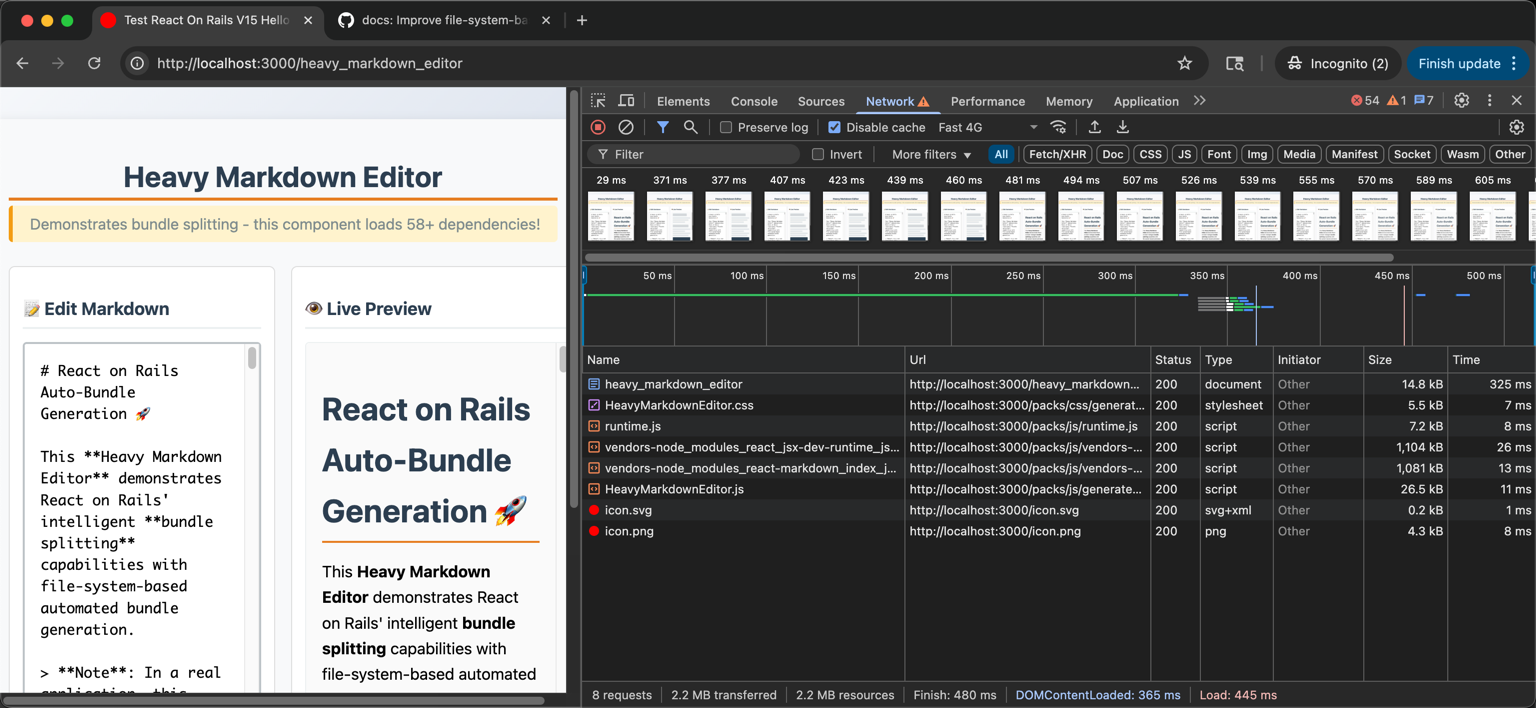 Test React On Rails V15 Hello
docs: Improve file-system-ba
http://localhost:3000/heavy_markdown_editor
Incognito (2)
Finish update
Heavy Markdown Editor
Demonstrates bundle splitting - this component loads 58+ dependencies!
📝 Edit Markdown
# React on Rails
Auto-Bundle
Generation 🚀
This **Heavy Markdown
Editor** demonstrates
React on Rails'
intelligent **bundle
splitting**
capabilities with
file-system-based
automated bundle
generation.
> **Note**: In a real
application, this
👁️ Live Preview
React on Rails
Auto-Bundle
Generation 🚀
This Heavy Markdown
Editor demonstrates React
on Rails' intelligent bundle
splitting capabilities with
file-system-based automated
Elements Console Sources Network Performance Memory Application 54 1 7
Preserve log Disable cache Fast 4G
Filter Invert More filters All Fetch/XHR Doc CSS JS Font Img Media Manifest Socket Wasm Other
29 ms 371 ms 377 ms 407 ms 423 ms 439 ms 460 ms 481 ms 494 ms 507 ms 526 ms 539 ms 555 ms 570 ms 589 ms 605 ms
50 ms 100 ms 150 ms 200 ms 250 ms 300 ms 350 ms 400 ms 450 ms 500 ms
Name Url Status Type Initiator Size Time
heavy_markdown_editor http://localhost:3000/heavy_markdown... 200 document Other 14.8 kB 325 ms
HeavyMarkdownEditor.css http://localhost:3000/packs/css/generat... 200 stylesheet Other 5.5 kB 7 ms
runtime.js http://localhost:3000/packs/js/runtime.js 200 script Other 7.2 kB 8 ms
vendors-node_modules_react_jsx-dev-runtime_js... http://localhost:3000/packs/js/vendors-... 200 script Other 1,104 kB 26 ms
vendors-node_modules_react-markdown_index_j... http://localhost:3000/packs/js/vendors-... 200 script Other 1,081 kB 13 ms
HeavyMarkdownEditor.js http://localhost:3000/packs/js/generate... 200 script Other 26.5 kB 11 ms
icon.svg http://localhost:3000/icon.svg 200 svg+xml Other 0.2 kB 1 ms
icon.png http://localhost:3000/icon.png 200 png Other 4.3 kB 8 ms
8 requests 2.2 MB transferred 2.2 MB resources Finish: 480 ms DOMContentLoaded: 365 ms Load: 445 ms